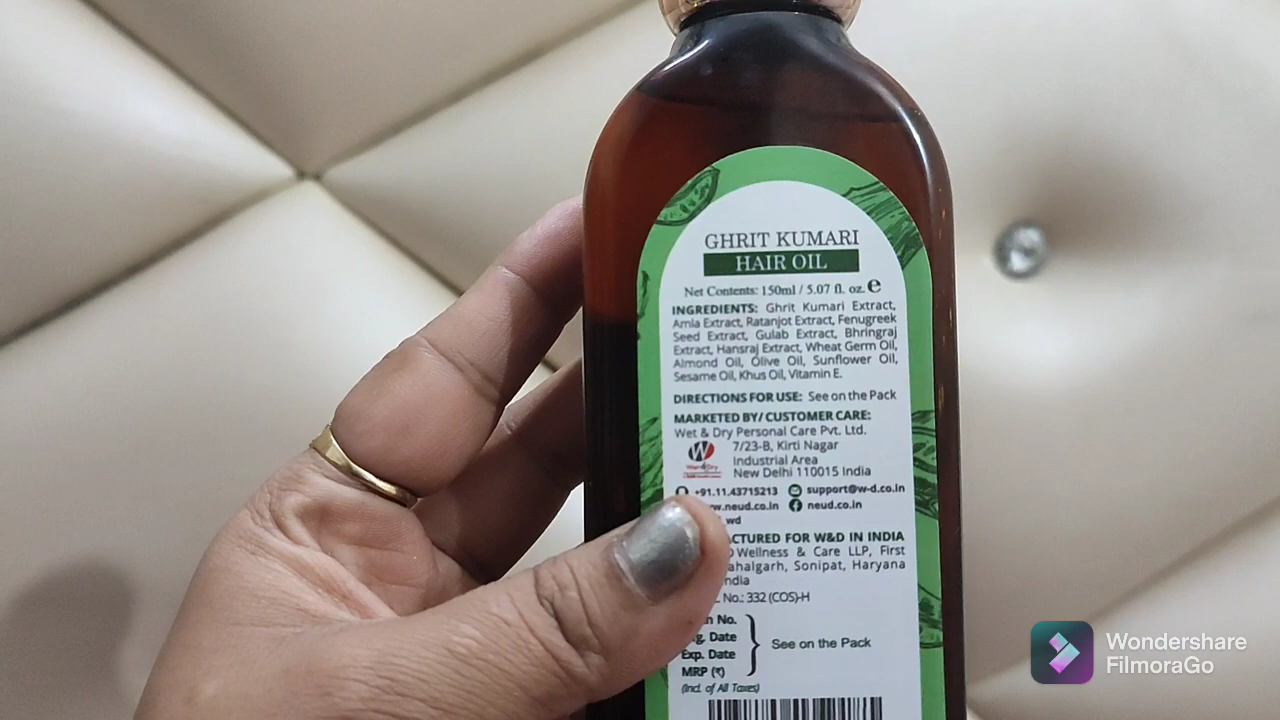 GHRIT KUMARI
HAIR OIL
Net Contents: 150ml / 5.07 fl. oz. e
INGREDIENTS: Ghrit Kumari Extract,
Amla Extract, Ratanjot Extract, Fenugreek
Seed Extract, Gulab Extract, Bhringraj
Extract, Hansraj Extract, Wheat Germ Oil,
Almond Oil, Olive Oil, Sunflower Oil,
Sesame Oil, Khus Oil, Vitamin E.
DIRECTIONS FOR USE: See on the Pack
MARKETED BY/ CUSTOMER CARE:
Wet & Dry Personal Care Pvt. Ltd.
7/23-B, Kirti Nagar
Industrial Area
New Delhi 110015 India
+91.11.43715213 support@w-d.co.in
w.neud.co.in neud.co.in
wd
ACTURED FOR W&D IN INDIA
Wellness & Care LLP, First
ahalgarh, Sonipat, Haryana
ndia
No.: 332 (COS)-H
No.
g. Date
Exp. Date
MRP (₹)
See on the Pack
(Incl. of All Taxes)
Wondershare
FilmoraGo